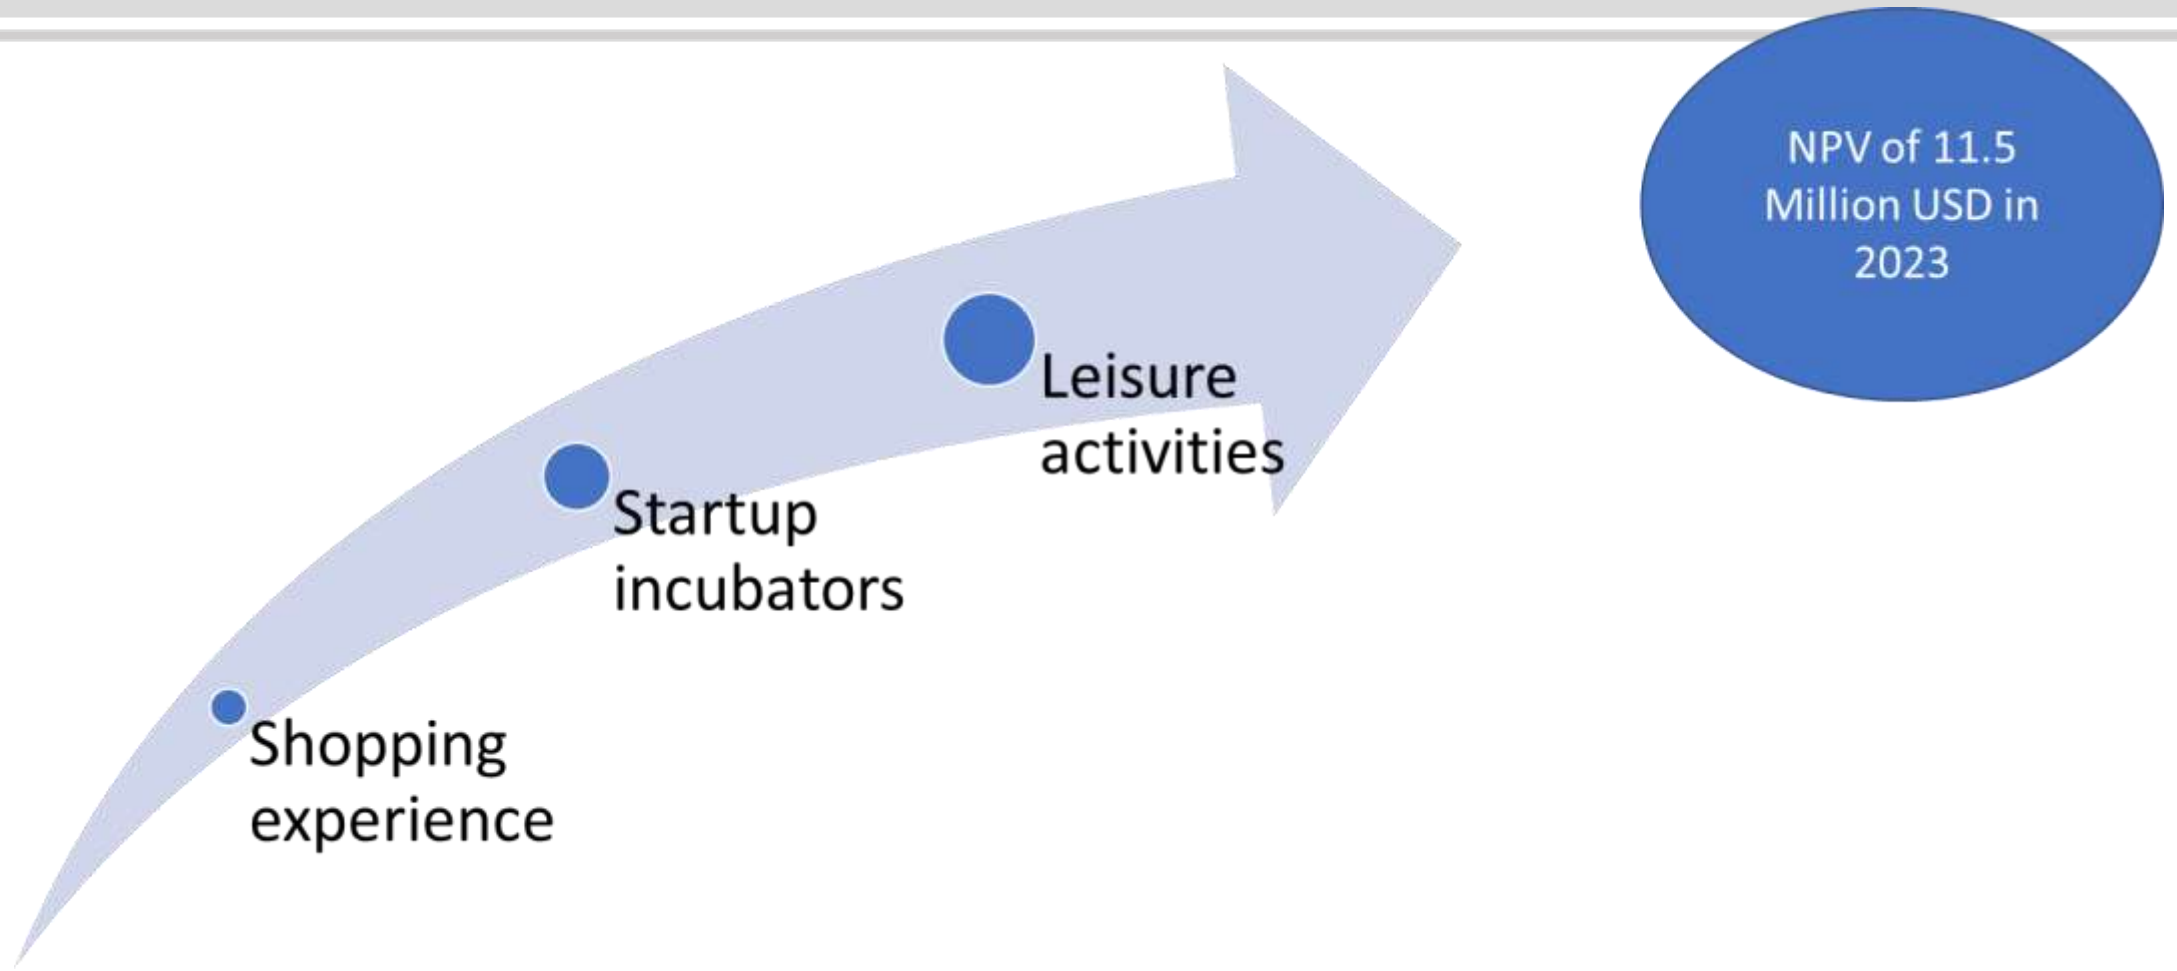 NPV of 11.5
Million USD in
2023
Leisure
activities
Startup
incubators
Shopping
experience